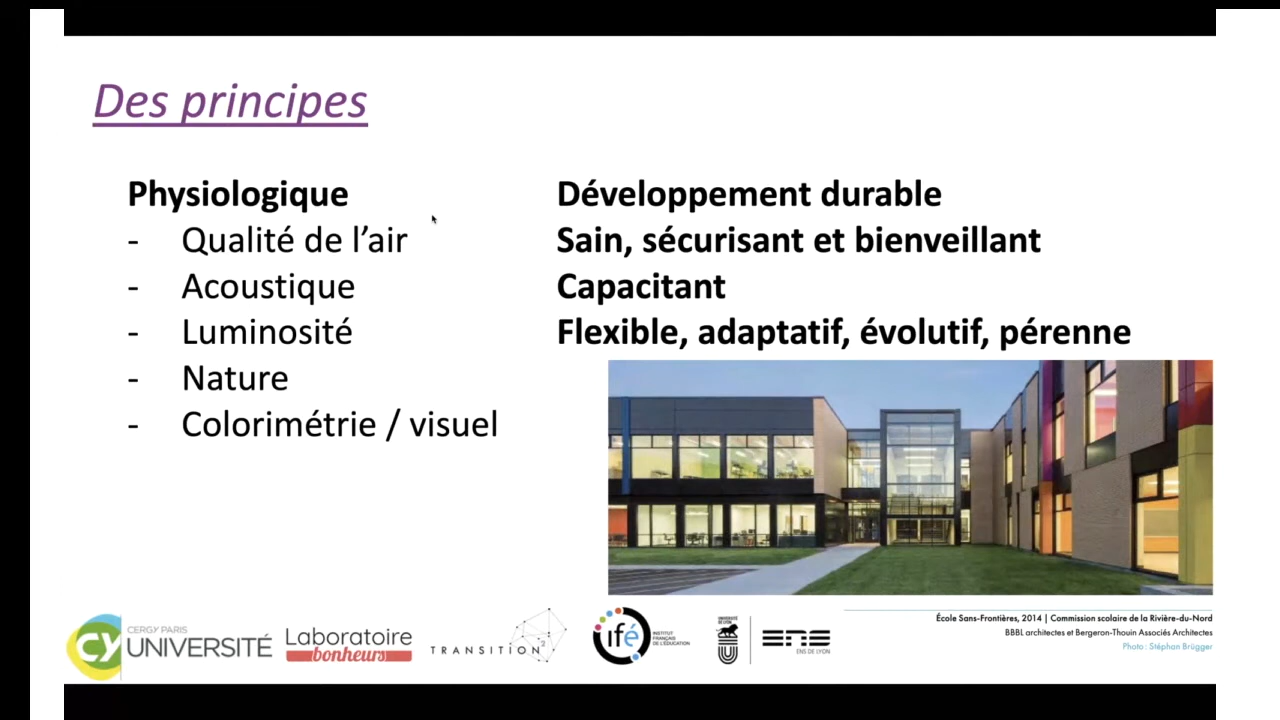 Des principes
Physiologique
- Qualité de l'air
- Acoustique
- Luminosité
- Nature
- Colorimétrie / visuel
Développement durable
Sain, sécurisant et bienveillant
Capacitant
Flexible, adaptatif, évolutif, pérenne
École Sans-Frontières, 2014 | Commission scolaire de la Rivière-du-Nord
BBBL architectes et Bergeron-Thouin Associés Architectes
Photo : Stéphan Brügger
CY
CERGY PARIS
UNIVERSITÉ
Laboratoire
bonheurs
TRANSITION²
ifé
INSTITUT
FRANÇAIS
DE L'ÉDUCATION
UNIVERSITÉ
DE LYON
ENS
ENS DE LYON